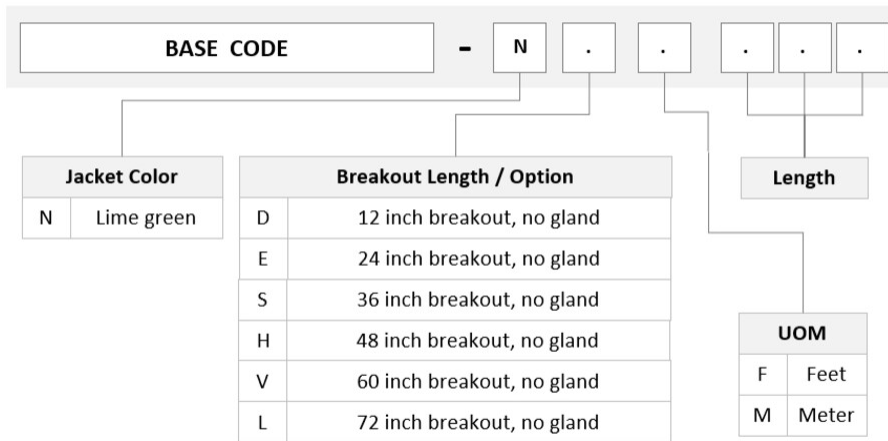 BASE CODE - N . . . . .
Jacket Color
N Lime green
Breakout Length / Option
D 12 inch breakout, no gland
E 24 inch breakout, no gland
S 36 inch breakout, no gland
H 48 inch breakout, no gland
V 60 inch breakout, no gland
L 72 inch breakout, no gland
Length
UOM
F Feet
M Meter